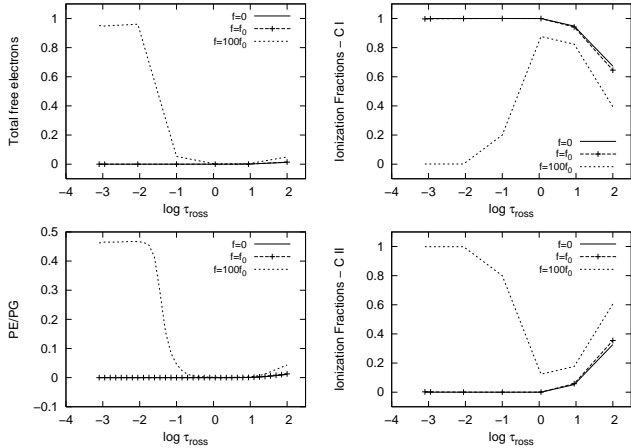 Total free electrons
1
0.8
0.6
0.4
0.2
0
−4 −3 −2 −1 0 1 2
log τross
f=0
f=f0
f=100f0
Ionization Fractions − C I
1
0.8
0.6
0.4
0.2
0
−4 −3 −2 −1 0 1 2
log τross
f=0
f=f0
f=100f0
PE/PG
0.5
0.4
0.3
0.2
0.1
0
−0.1
−4 −3 −2 −1 0 1 2
log τross
f=0
f=f0
f=100f0
Ionization Fractions − C II
1
0.8
0.6
0.4
0.2
0
−4 −3 −2 −1 0 1 2
log τross
f=0
f=f0
f=100f0